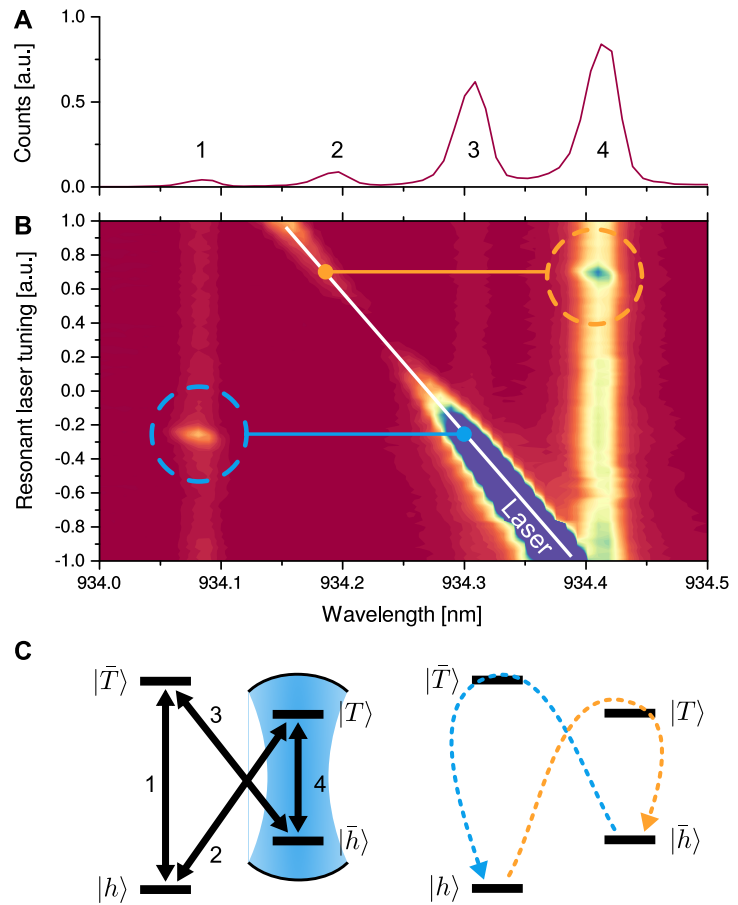 A
Counts [a.u.]
1.0
0.5
0.0
1
2
3
4
B
Resonant laser tuning [a.u.]
1.0
0.8
0.6
0.4
0.2
0.0
-0.2
-0.4
-0.6
-0.8
-1.0
Laser
934.0
934.1
934.2
934.3
934.4
934.5
Wavelength [nm]
C
|T̄⟩
|T⟩
|h̄⟩
|h⟩
1
2
3
4
|T̄⟩
|T⟩
|h̄⟩
|h⟩